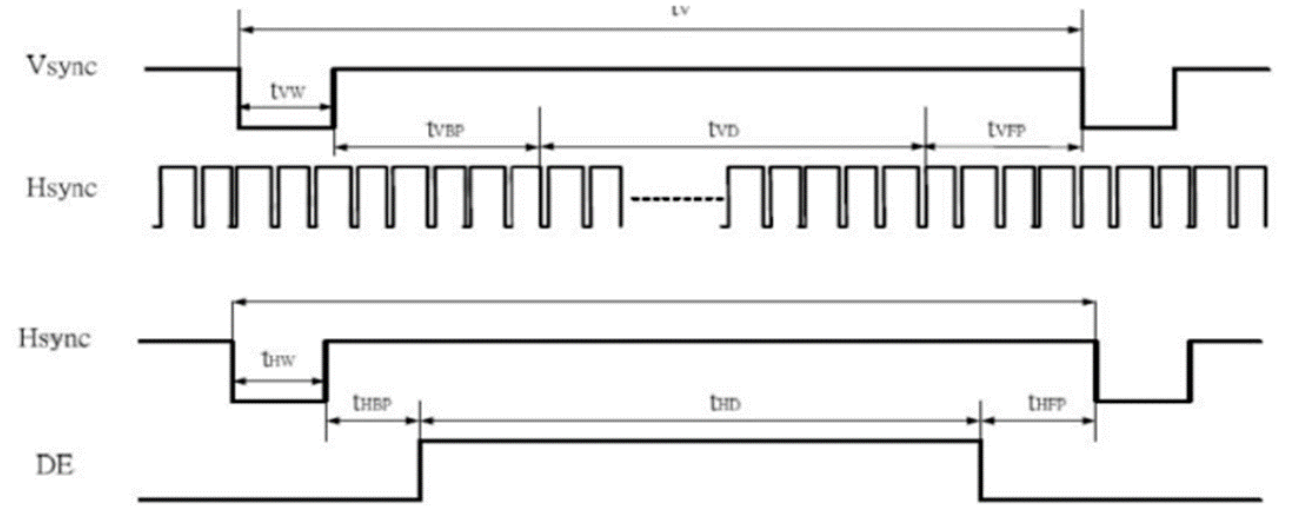 tV
Vsync
tVW
tVBP tVD tVFP
Hsync
Hsync
tHW
tHBP tHD tHFP
DE